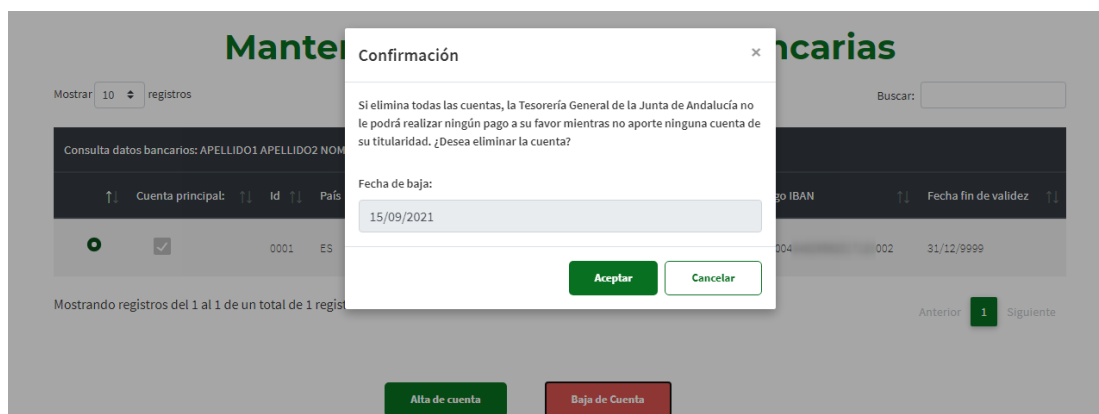 Manter
ncarias
Confirmación
×
Mostrar 10 registros
Buscar:
Si elimina todas las cuentas, la Tesorería General de la Junta de Andalucía no
le podrá realizar ningún pago a su favor mientras no aporte ninguna cuenta de
su titularidad. ¿Desea eliminar la cuenta?
Consulta datos bancarios: APELLIDO1 APELLIDO2 NOM
Fecha de baja:
Cuenta principal: Id País
go IBAN Fecha fin de validez
15/09/2021
0001 ES
004 002 31/12/9999
Aceptar Cancelar
Mostrando registros del 1 al 1 de un total de 1 regist
Anterior 1 Siguiente
Alta de cuenta Baja de Cuenta